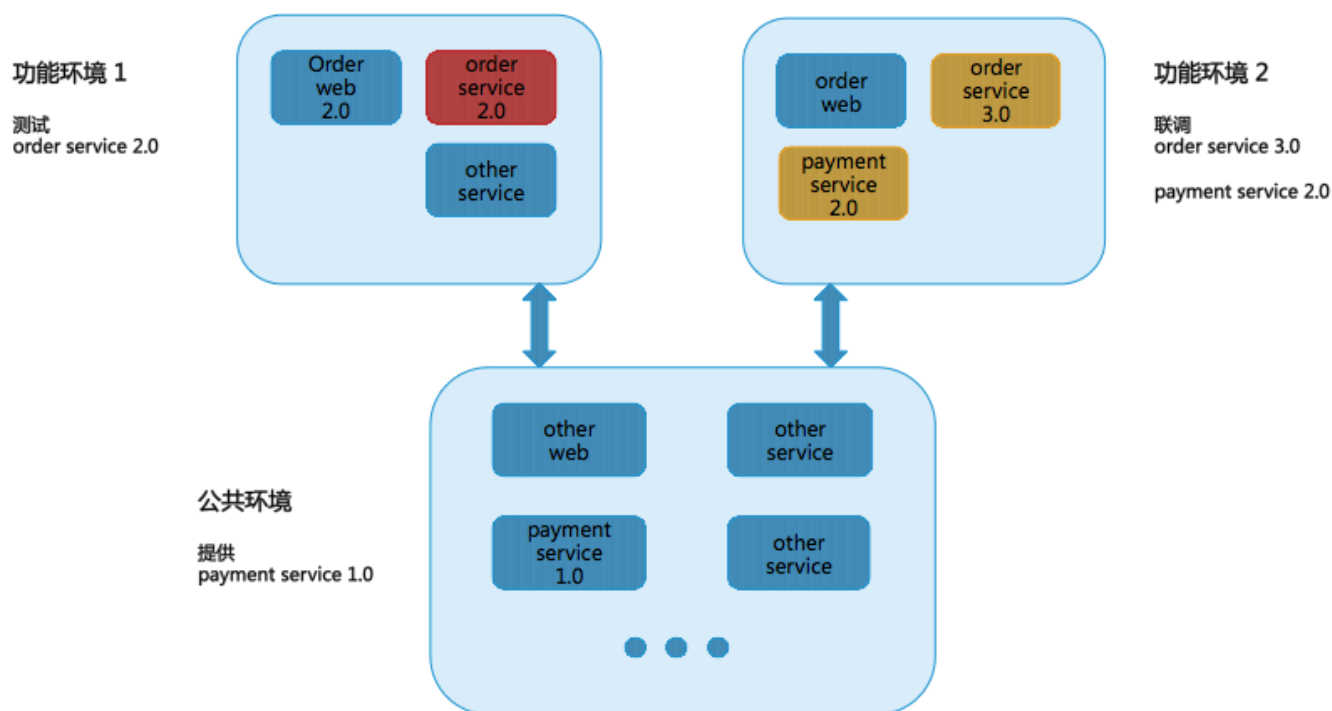 功能环境 1
测试
order service 2.0
Order
web
2.0
order
service
2.0
other
service
order
web
order
service
3.0
payment
service
2.0
功能环境 2
联调
order service 3.0
payment service 2.0
公共环境
提供
payment service 1.0
other
web
other
service
payment
service
1.0
other
service